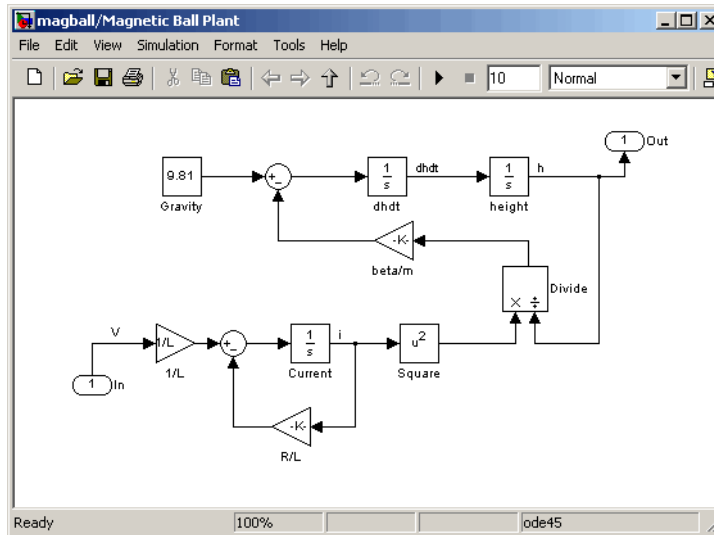 magball/Magnetic Ball Plant
File Edit View Simulation Format Tools Help
10 Normal
1 Out
9.81 + − 1/s dhdt 1/s h
Gravity dhdt height
-K-
beta/m
× ÷ Divide
V 1/L + − 1/s i u²
1 In 1/L Current Square
-K-
R/L
Ready 100% ode45